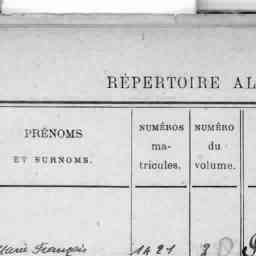 RÉPERTOIRE AL
PRÉNOMS
ET SURNOMS.
NUMÉROS
ma-
tricules.
NUMÉRO
du
volume.
Marie François 1421 3